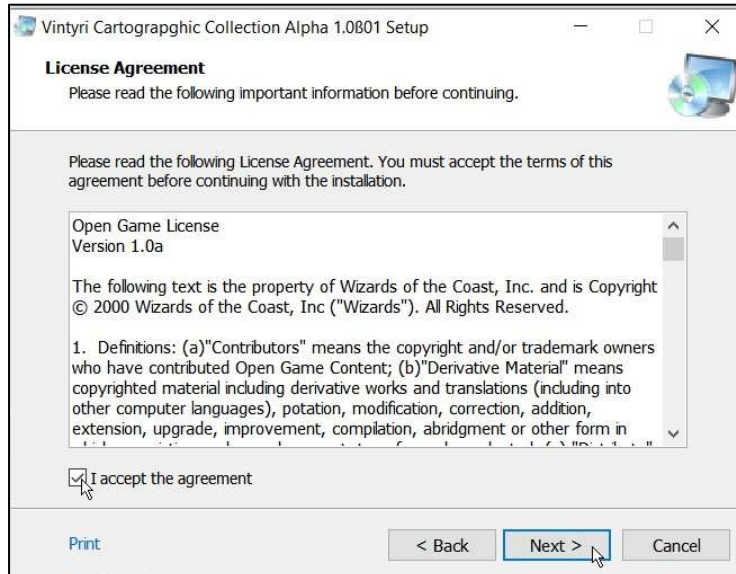 Vintyri Cartograpghic Collection Alpha 1.0ß01 Setup
License Agreement
Please read the following important information before continuing.
Please read the following License Agreement. You must accept the terms of this
agreement before continuing with the installation.
Open Game License
Version 1.0a
The following text is the property of Wizards of the Coast, Inc. and is Copyright
© 2000 Wizards of the Coast, Inc ("Wizards"). All Rights Reserved.
1. Definitions: (a)"Contributors" means the copyright and/or trademark owners
who have contributed Open Game Content; (b)"Derivative Material" means
copyrighted material including derivative works and translations (including into
other computer languages), potation, modification, correction, addition,
extension, upgrade, improvement, compilation, abridgment or other form in
I accept the agreement
Print
< Back
Next >
Cancel